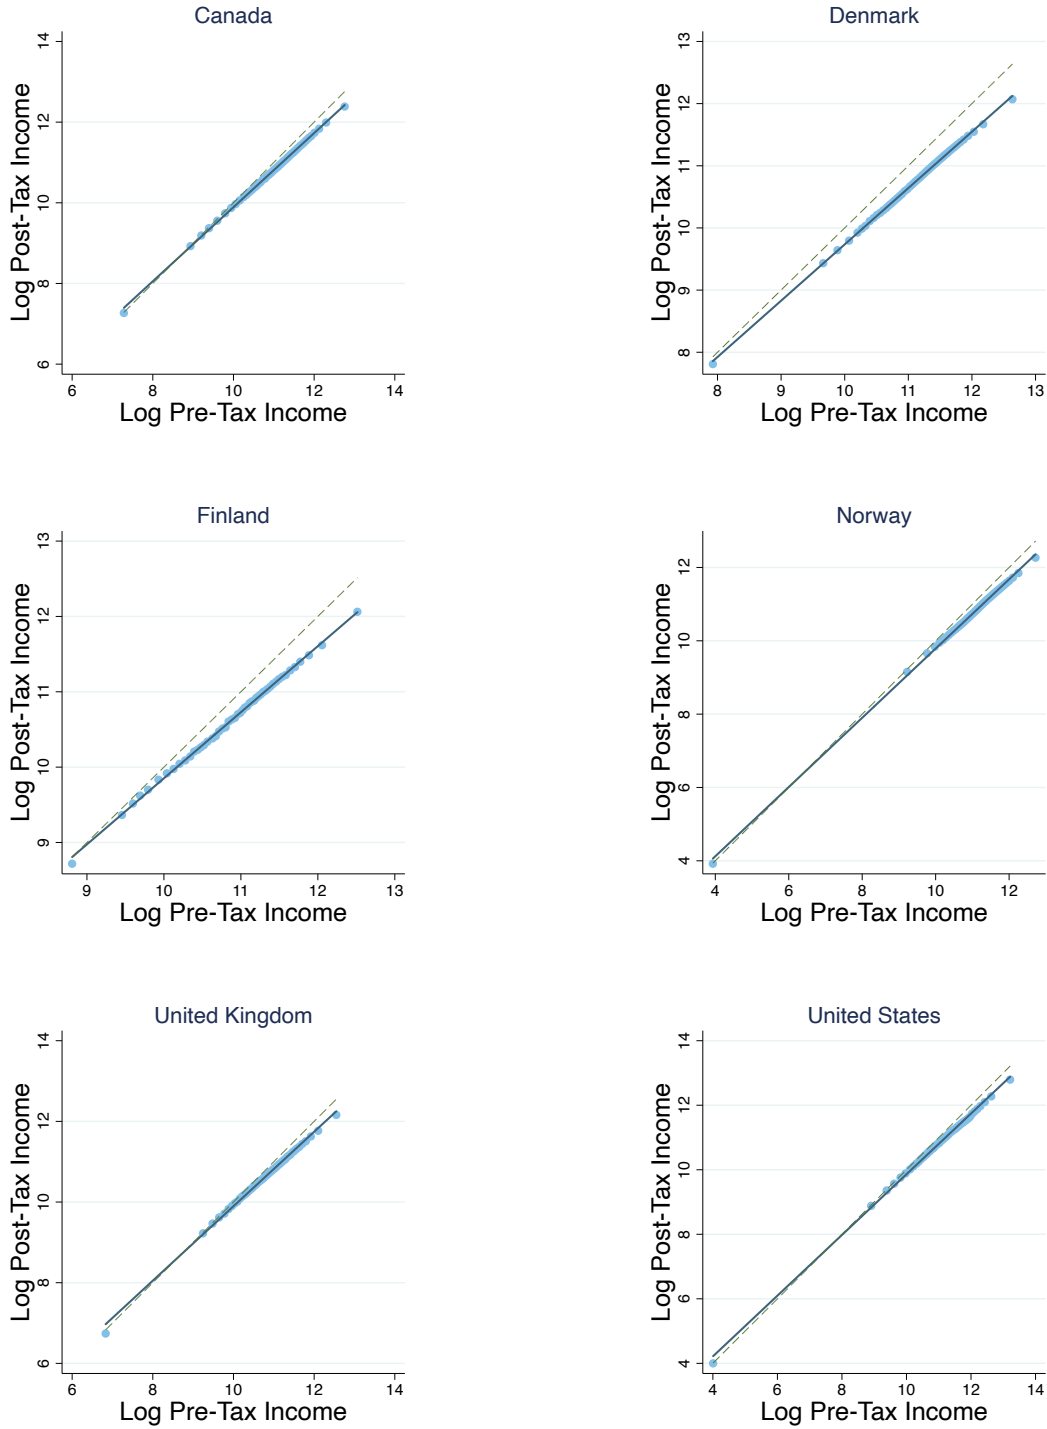 Canada
Log Post-Tax Income
14
12
10
8
6
6 8 10 12 14
Log Pre-Tax Income
Denmark
Log Post-Tax Income
13
12
11
10
9
8
8 9 10 11 12 13
Log Pre-Tax Income
Finland
Log Post-Tax Income
13
12
11
10
9
9 10 11 12 13
Log Pre-Tax Income
Norway
Log Post-Tax Income
12
10
8
6
4
4 6 8 10 12
Log Pre-Tax Income
United Kingdom
Log Post-Tax Income
14
12
10
8
6
6 8 10 12 14
Log Pre-Tax Income
United States
Log Post-Tax Income
14
12
10
8
6
4
4 6 8 10 12 14
Log Pre-Tax Income